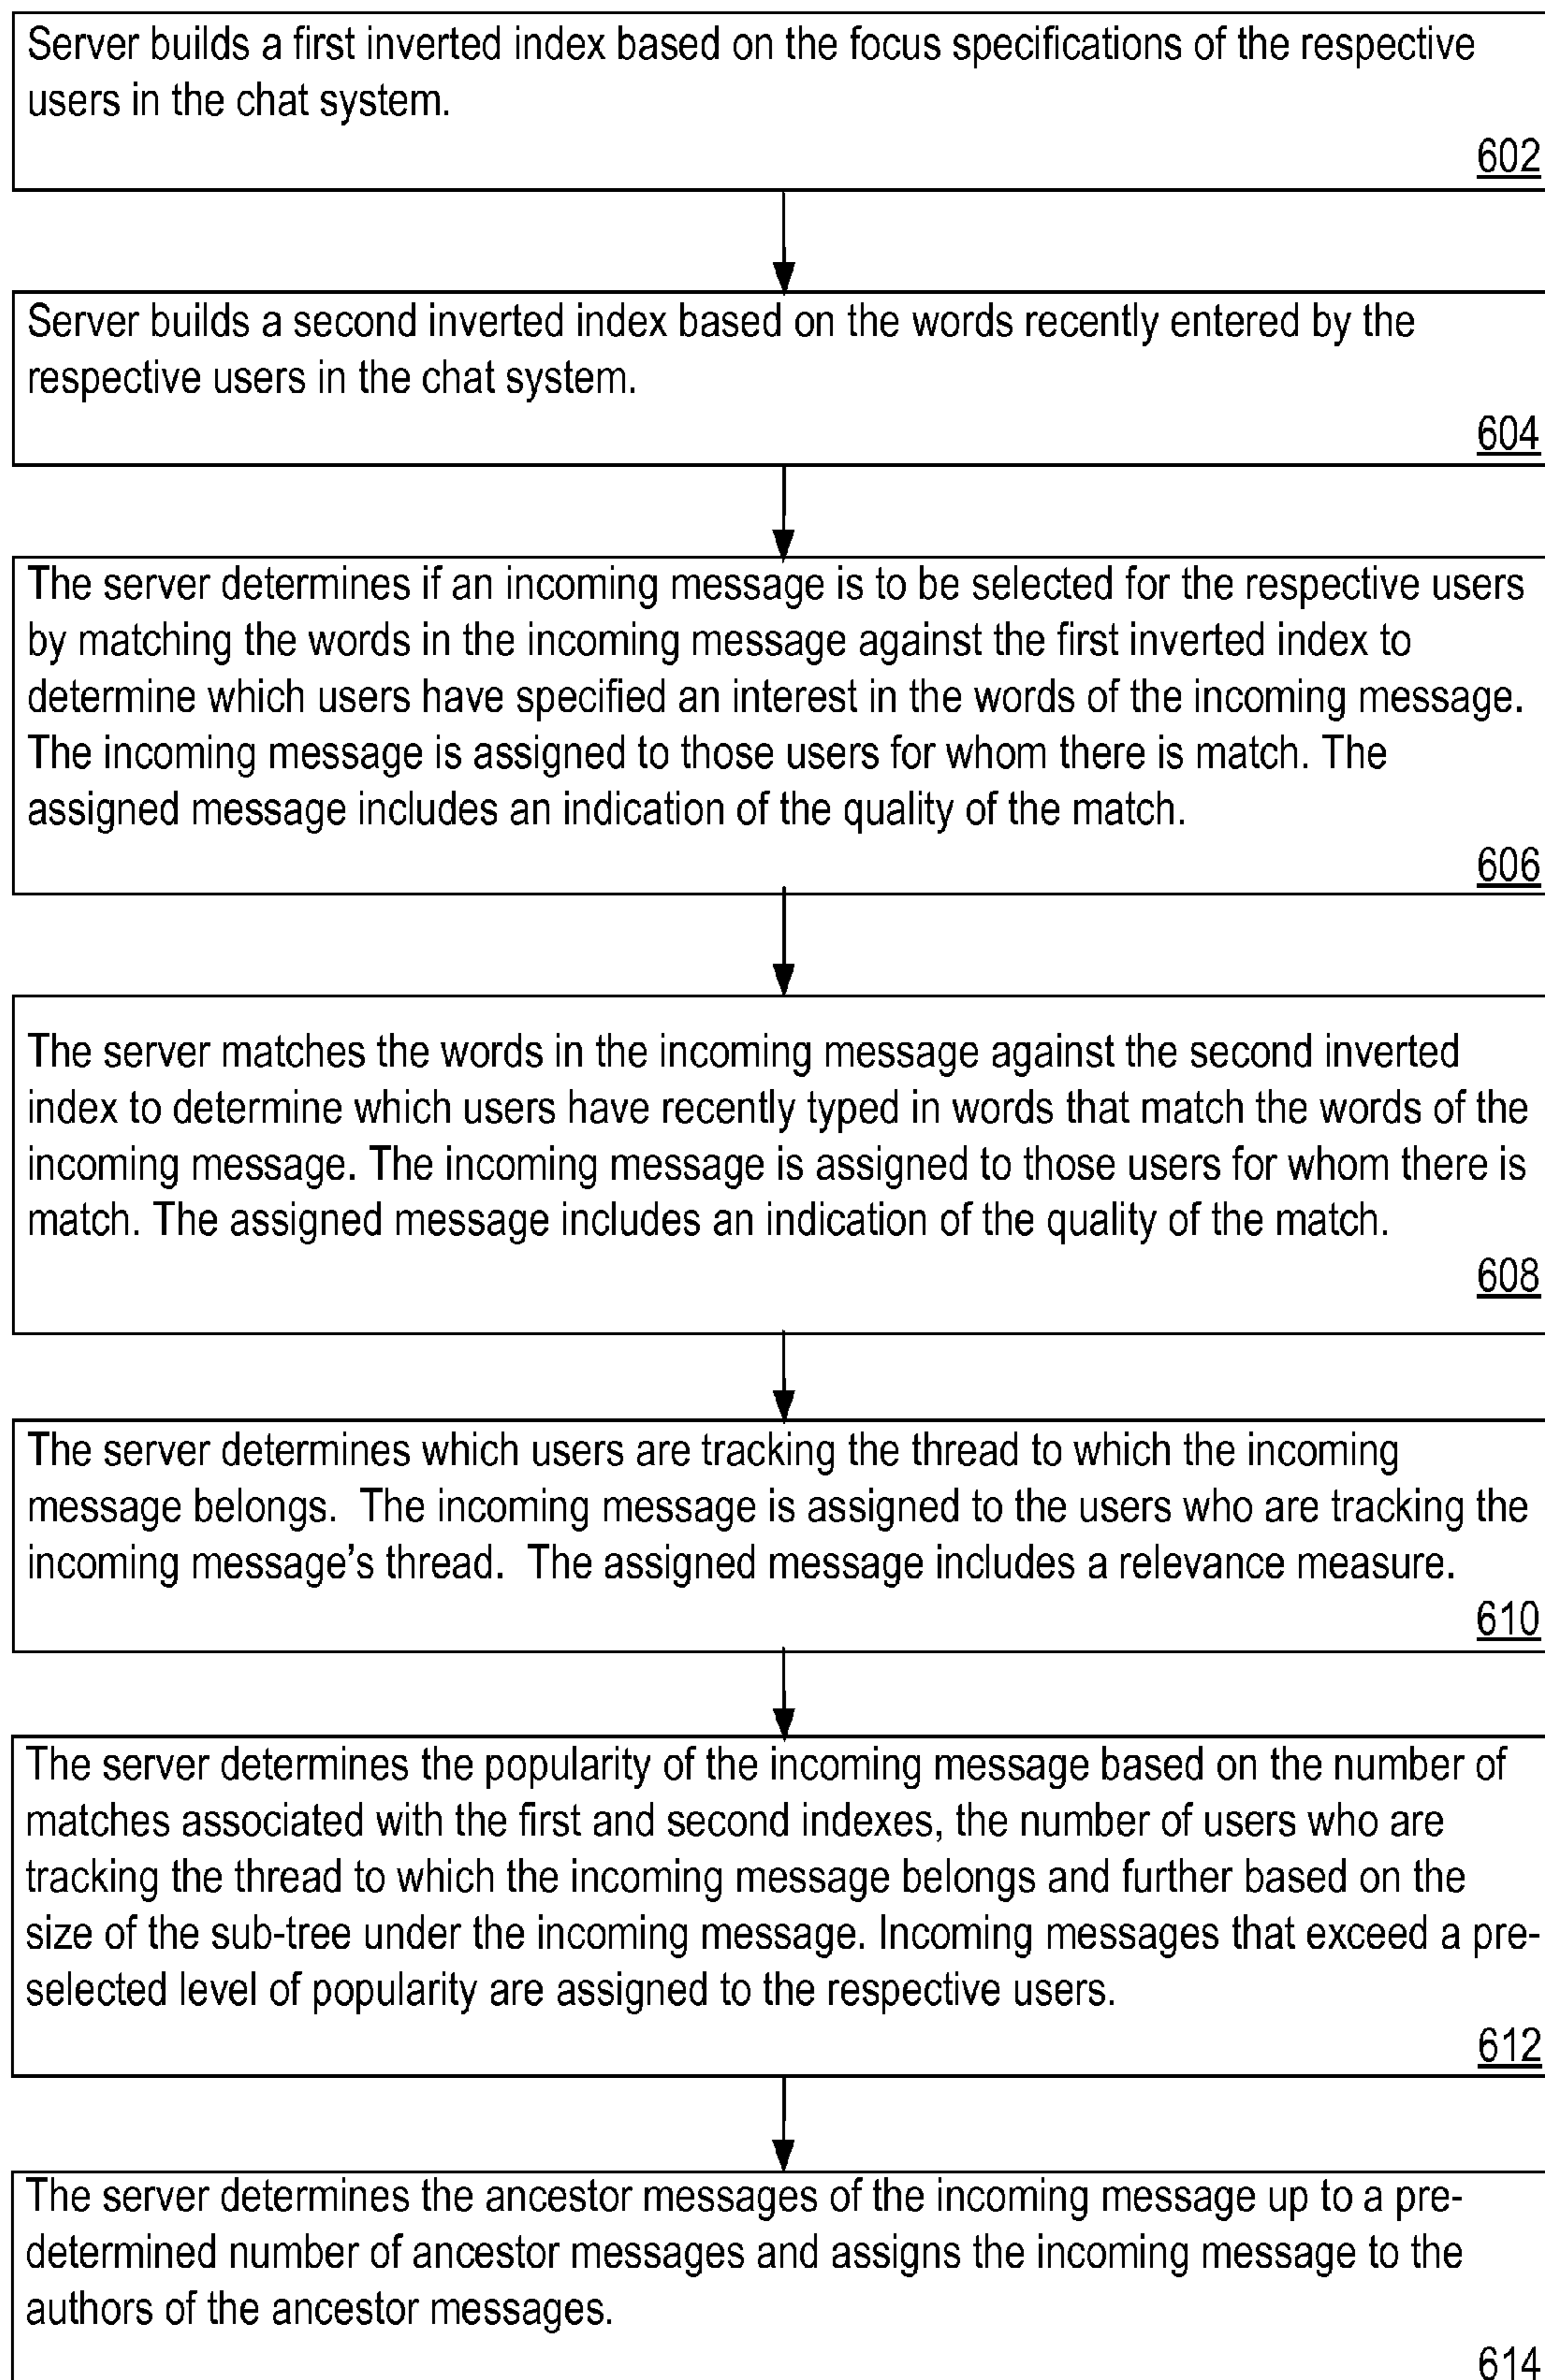 Server builds a first inverted index based on the focus specifications of the respective
users in the chat system.
602
Server builds a second inverted index based on the words recently entered by the
respective users in the chat system.
604
The server determines if an incoming message is to be selected for the respective users
by matching the words in the incoming message against the first inverted index to
determine which users have specified an interest in the words of the incoming message.
The incoming message is assigned to those users for whom there is match. The
assigned message includes an indication of the quality of the match.
606
The server matches the words in the incoming message against the second inverted
index to determine which users have recently typed in words that match the words of the
incoming message. The incoming message is assigned to those users for whom there is
match. The assigned message includes an indication of the quality of the match.
608
The server determines which users are tracking the thread to which the incoming
message belongs.  The incoming message is assigned to the users who are tracking the
incoming message’s thread.  The assigned message includes a relevance measure.
610
The server determines the popularity of the incoming message based on the number of
matches associated with the first and second indexes, the number of users who are
tracking the thread to which the incoming message belongs and further based on the
size of the sub-tree under the incoming message. Incoming messages that exceed a pre-
selected level of popularity are assigned to the respective users.
612
The server determines the ancestor messages of the incoming message up to a pre-
determined number of ancestor messages and assigns the incoming message to the
authors of the ancestor messages.
614